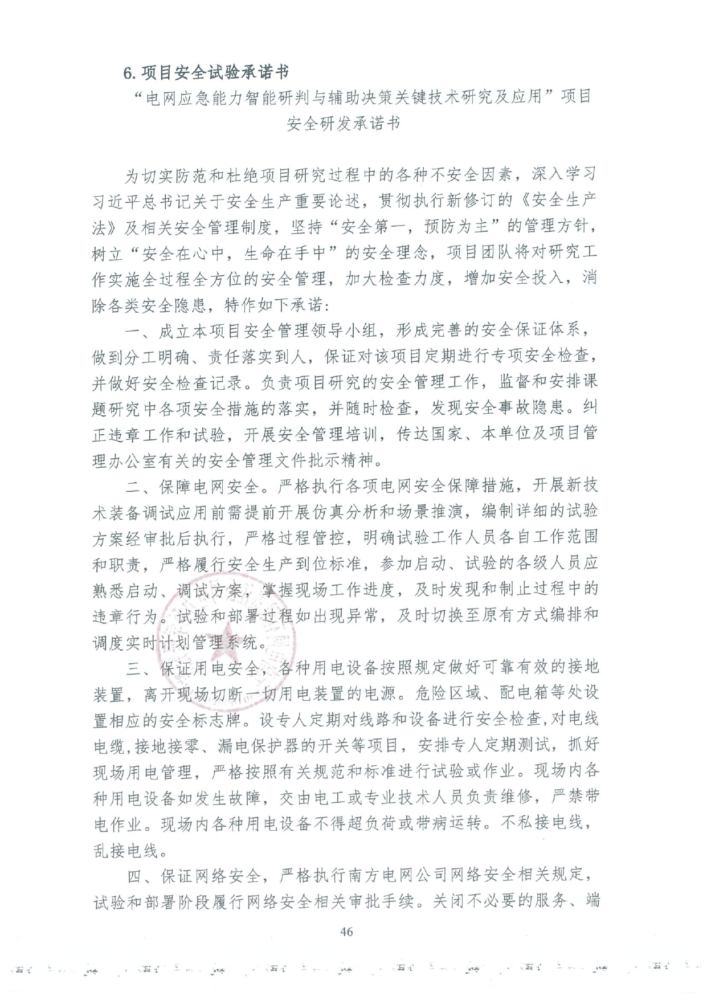 6.项目安全试验承诺书
“电网应急能力智能研判与辅助决策关键技术研究及应用”项目
安全研发承诺书
为切实防范和杜绝项目研究过程中的各种不安全因素，深入学习
习近平总书记关于安全生产重要论述，贯彻执行新修订的《安全生产
法》及相关安全管理制度，坚持“安全第一，预防为主”的管理方针，
树立“安全在心中，生命在手中”的安全理念，项目团队将对研究工
作实施全过程全方位的安全管理，加大检查力度，增加安全投入，消
除各类安全隐患，特作如下承诺：
一、成立本项目安全管理领导小组，形成完善的安全保证体系，
做到分工明确、责任落实到人，保证对该项目定期进行专项安全检查，
并做好安全检查记录。负责项目研究的安全管理工作，监督和安排课
题研究中各项安全措施的落实，并随时检查，发现安全事故隐患。纠
正违章工作和试验，开展安全管理培训，传达国家、本单位及项目管
理办公室有关的安全管理文件批示精神。
二、保障电网安全。严格执行各项电网安全保障措施，开展新技
术装备调试应用前需提前开展仿真分析和场景推演，编制详细的试验
方案经审批后执行，严格过程管控，明确试验工作人员各自工作范围
和职责，严格履行安全生产到位标准，参加启动、试验的各级人员应
熟悉启动、调试方案，掌握现场工作进度，及时发现和制止过程中的
违章行为。试验和部署过程如出现异常，及时切换至原有方式编排和
调度实时计划管理系统。
三、保证用电安全，各种用电设备按照规定做好可靠有效的接地
装置，离开现场切断一切用电装置的电源。危险区域、配电箱等处设
置相应的安全标志牌。设专人定期对线路和设备进行安全检查,对电线
电缆,接地接零、漏电保护器的开关等项目，安排专人定期测试，抓好
现场用电管理，严格按照有关规范和标准进行试验或作业。现场内各
种用电设备如发生故障，交由电工或专业技术人员负责维修，严禁带
电作业。现场内各种用电设备不得超负荷或带病运转。不私接电线，
乱接电线。
四、保证网络安全，严格执行南方电网公司网络安全相关规定，
试验和部署阶段履行网络安全相关审批手续。关闭不必要的服务、端
46